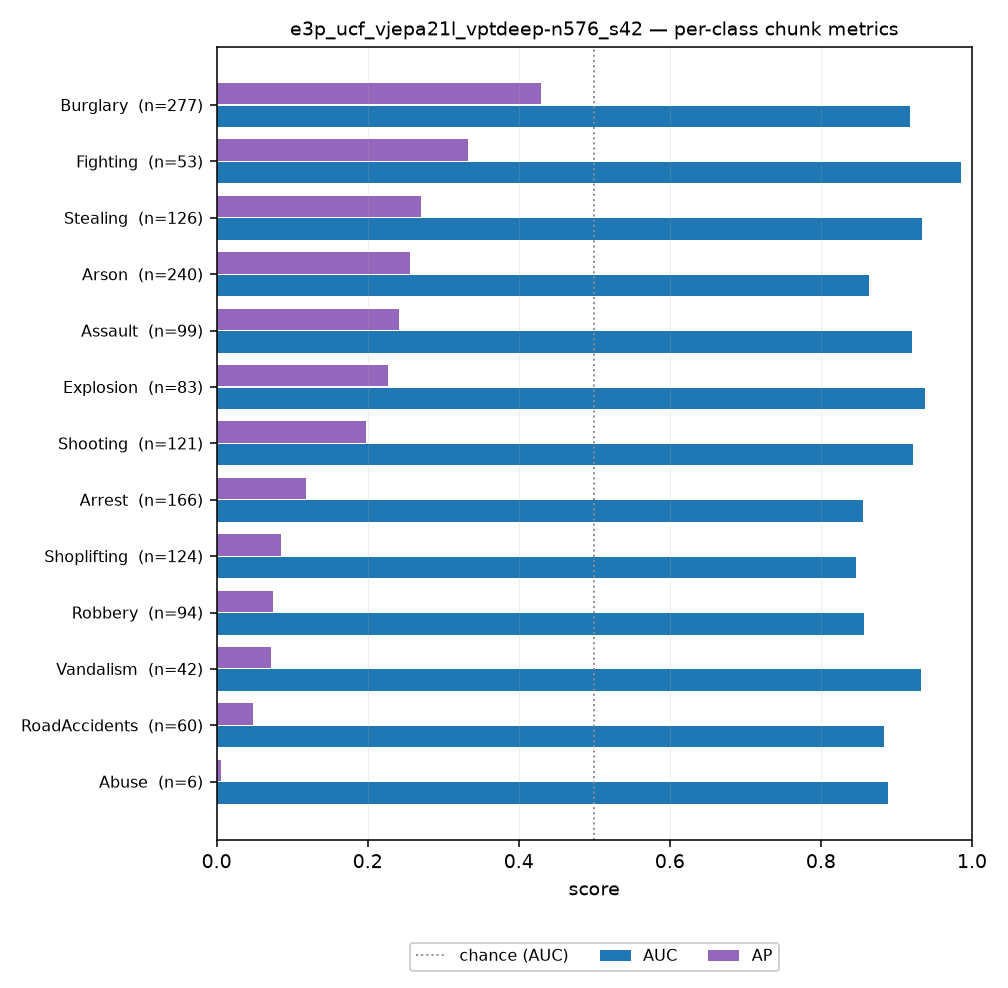 e3p_ucf_vjepa21l_vptdeep-n576_s42 — per-class chunk metrics
Burglary (n=277)
Fighting (n=53)
Stealing (n=126)
Arson (n=240)
Assault (n=99)
Explosion (n=83)
Shooting (n=121)
Arrest (n=166)
Shoplifting (n=124)
Robbery (n=94)
Vandalism (n=42)
RoadAccidents (n=60)
Abuse (n=6)
0.0 0.2 0.4 0.6 0.8 1.0
score
chance (AUC) AUC AP